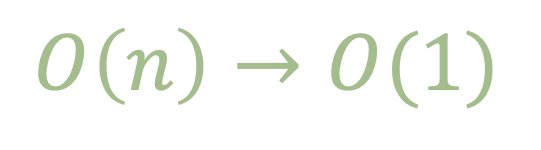 O(n) → O(1)